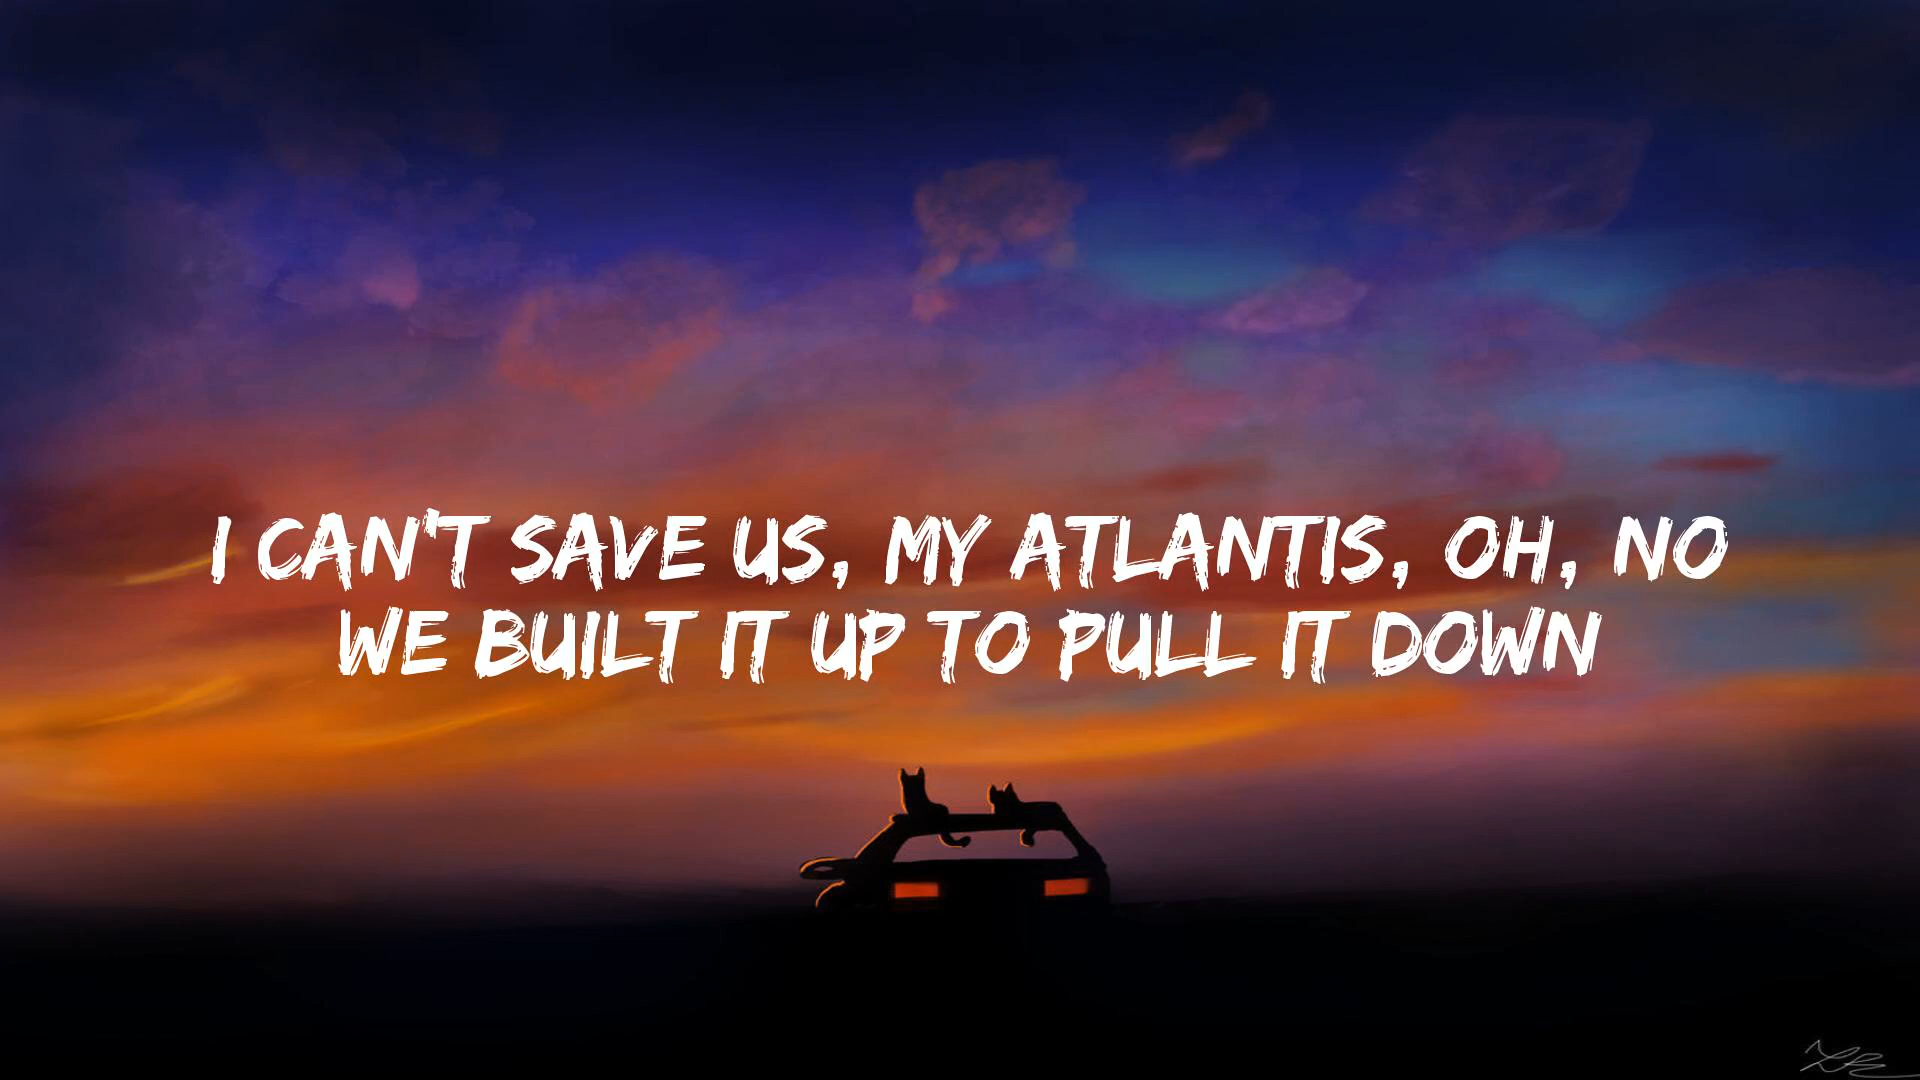 I CAN'T SAVE US, MY ATLANTIS, OH, NO
WE BUILT IT UP TO PULL IT DOWN